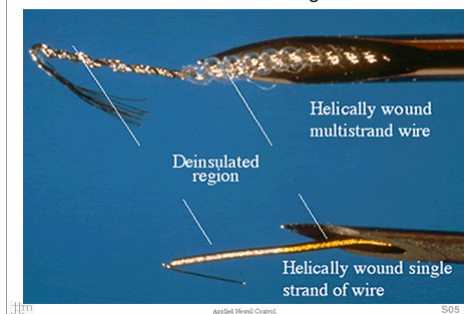 Helically wound
multistrand wire
Deinsulated
region
Helically wound single
strand of wire
Applied Neural Control
S05